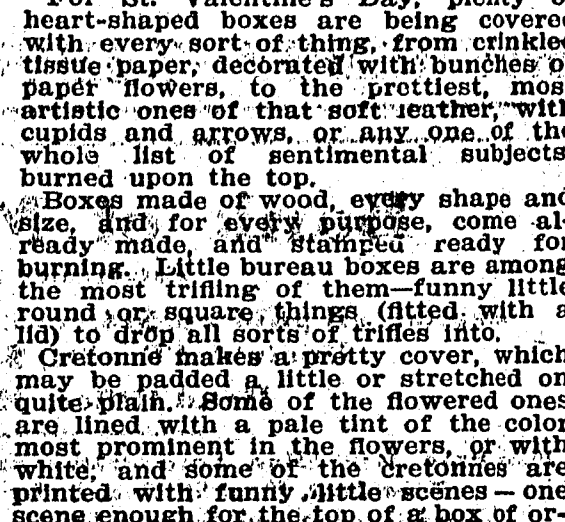 For St. Valentine's Day, plenty o
heart-shaped boxes are being covere
with every sort of thing, from crinkle
tissue paper, decorated with bunches o
paper flowers, to the prettiest, mos
artistic ones of that soft leather, with
cupids and arrows, or any one of the
whole list of sentimental subjects
burned upon the top.
Boxes made of wood, every shape and
size, and for every purpose, come al-
ready made, and stamped ready for
burning. Little bureau boxes are among
the most trifling of them—funny little
round or square things (fitted with a
lid) to drop all sorts of trifles into.
Cretonne makes a pretty cover, which
may be padded a little or stretched on
quite plain. Some of the flowered ones
are lined with a pale tint of the color
most prominent in the flowers, or with
white, and some of the cretonnes are
printed with funny little scenes — one
scene enough for the top of a box of or-